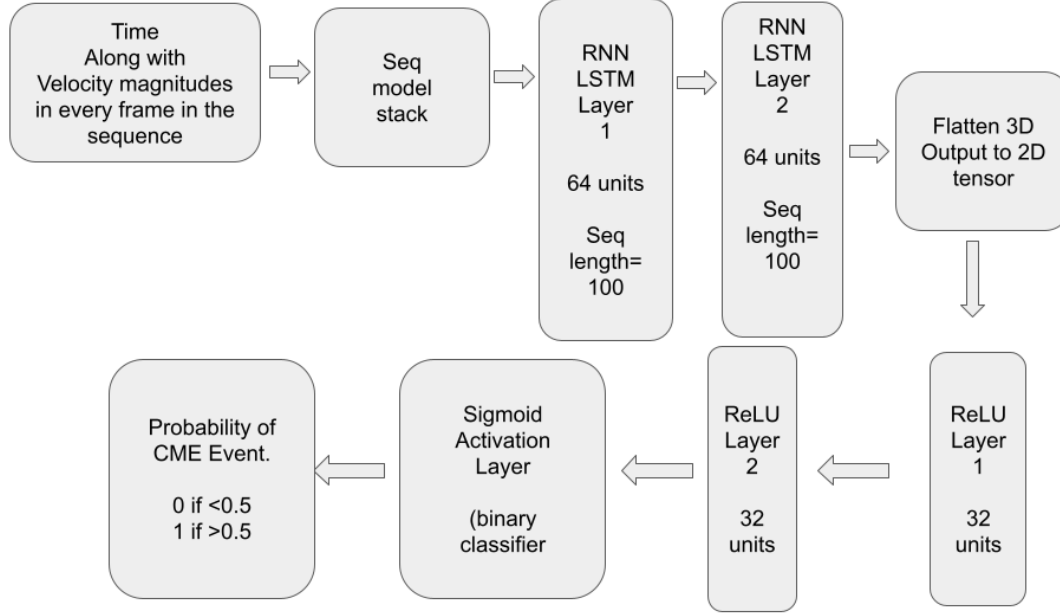 Time
Along with
Velocity magnitudes
in every frame in the
sequence
Seq
model
stack
RNN
LSTM
Layer
1
64 units
Seq
length=
100
RNN
LSTM
Layer
2
64 units
Seq
length=
100
Flatten 3D
Output to 2D
tensor
ReLU
Layer
1
32
units
ReLU
Layer
2
32
units
Sigmoid
Activation
Layer
(binary
classifier
Probability of
CME Event.
0 if <0.5
1 if >0.5